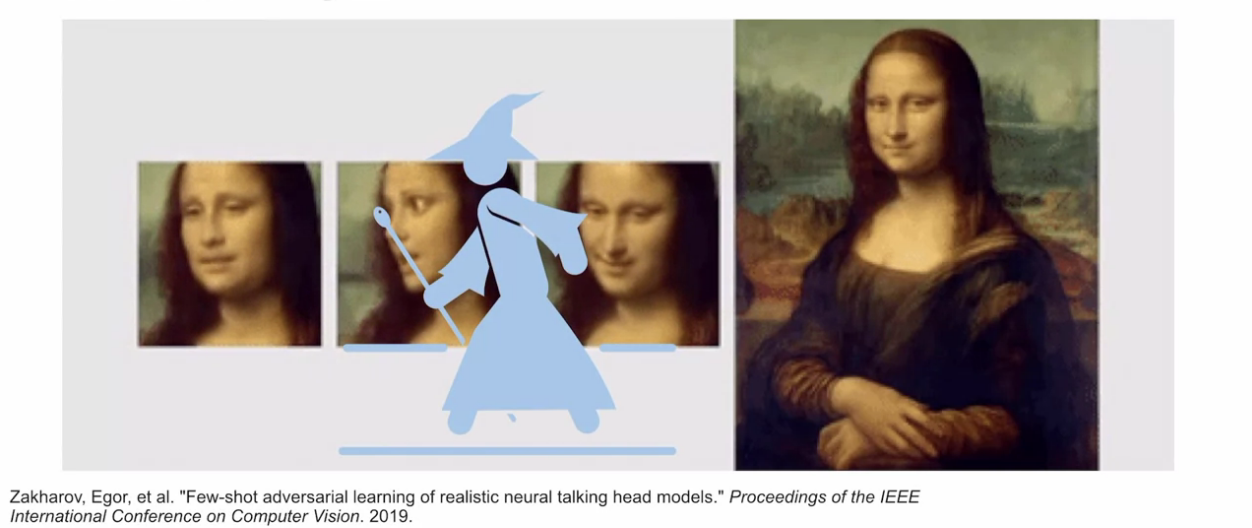 Zakharov, Egor, et al. "Few-shot adversarial learning of realistic neural talking head models." Proceedings of the IEEE
International Conference on Computer Vision. 2019.